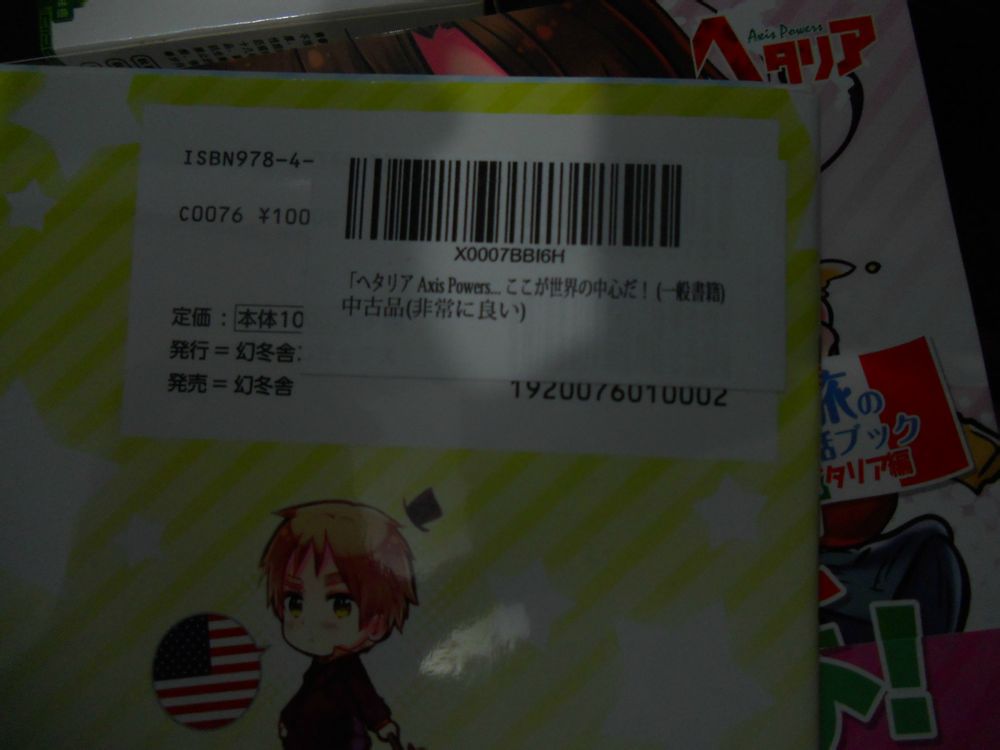 Axis Powers
ヘタリア
ISBN978-4-
C0076 ¥100
X0007BBI6H
「ヘタリア Axis Powers... ここが世界の中心だ! (一般書籍)
中古品(非常に良い)
定価:本体10
発行=幻冬舎
発売=幻冬舎
1920076010002
旅の
話ブック
タリア編
!